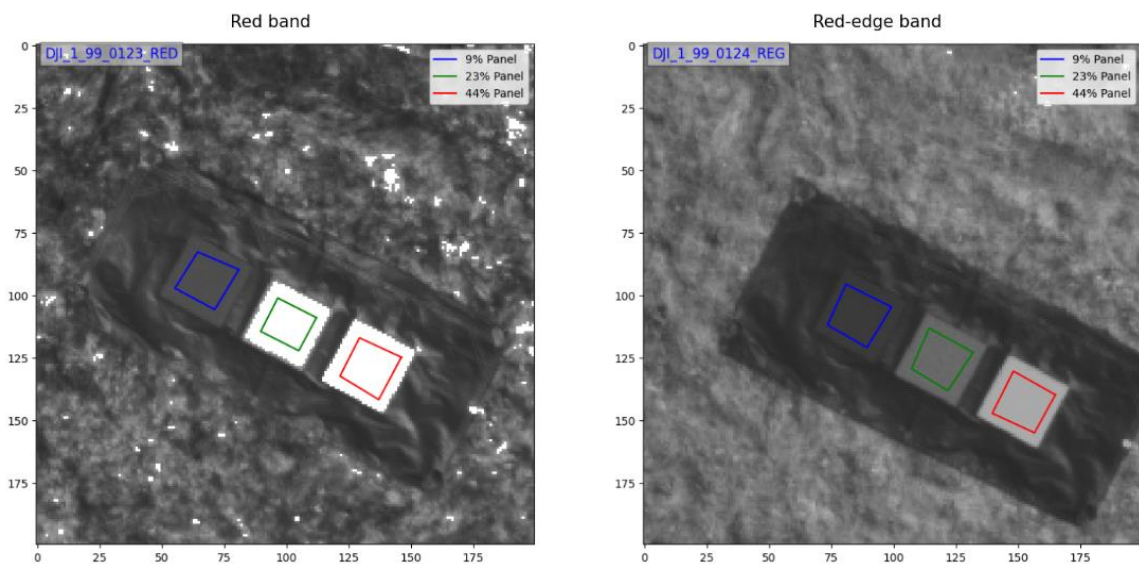 Red band
DJI_1_99_0123_RED
9% Panel
23% Panel
44% Panel
0
25
50
75
100
125
150
175
0 25 50 75 100 125 150 175
Red-edge band
DJI_1_99_0124_REG
9% Panel
23% Panel
44% Panel
0
25
50
75
100
125
150
175
0 25 50 75 100 125 150 175